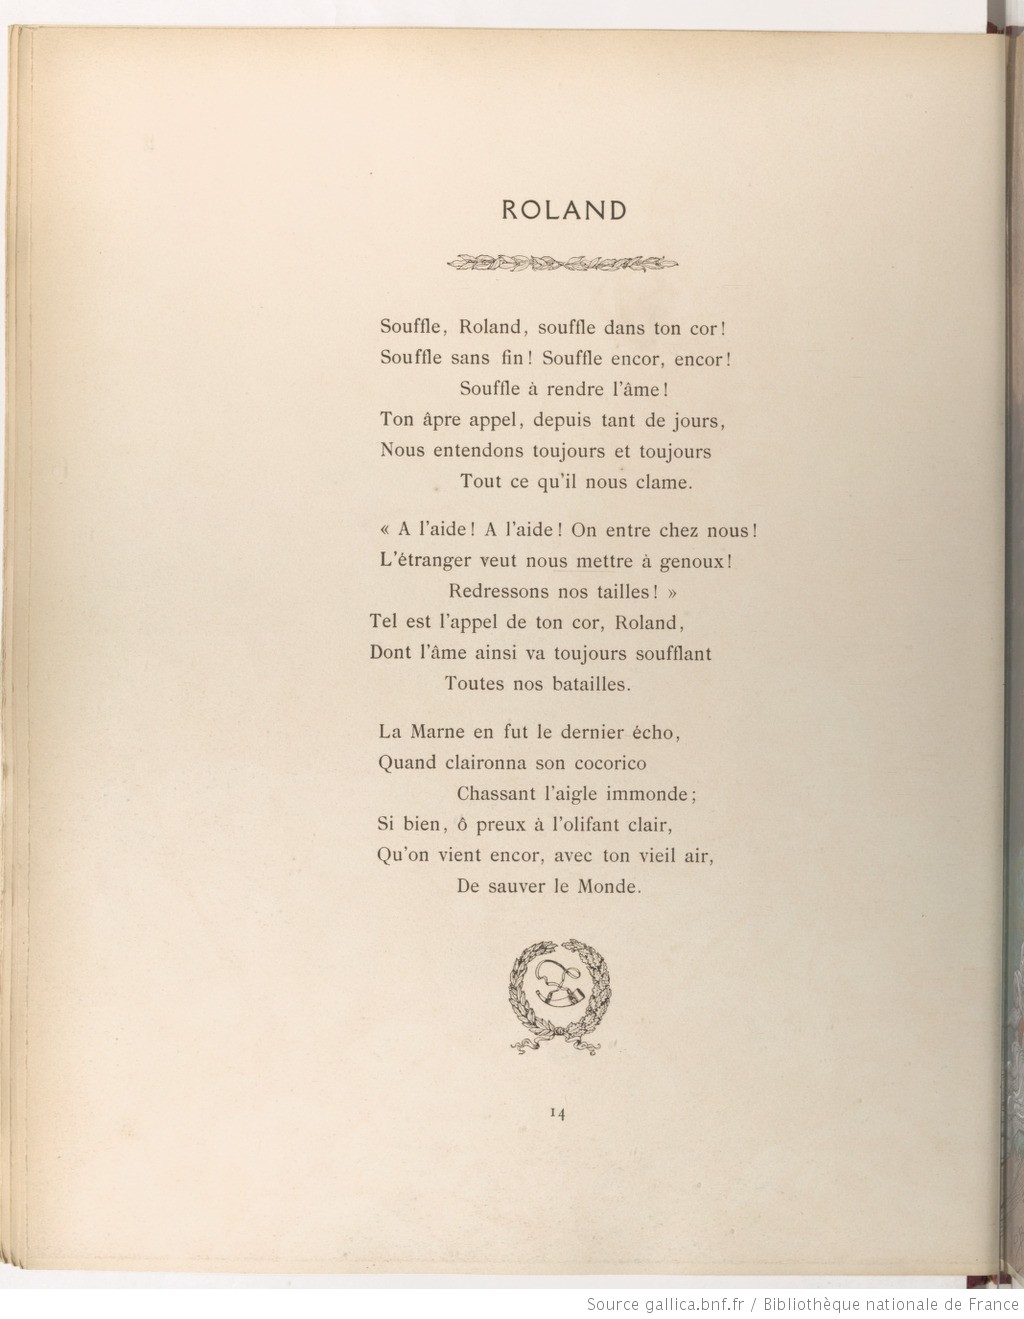 ROLAND
Souffle, Roland, souffle dans ton cor!
Souffle sans fin! Souffle encor, encor!
Souffle à rendre l'âme!
Ton âpre appel, depuis tant de jours,
Nous entendons toujours et toujours
Tout ce qu'il nous clame.
« A l'aide! A l'aide! On entre chez nous!
L'étranger veut nous mettre à genoux!
Redressons nos tailles! »
Tel est l'appel de ton cor, Roland,
Dont l'âme ainsi va toujours soufflant
Toutes nos batailles.
La Marne en fut le dernier écho,
Quand claironna son cocorico
Chassant l'aigle immonde;
Si bien, ô preux à l'olifant clair,
Qu'on vient encor, avec ton vieil air,
De sauver le Monde.
14
Source gallica.bnf.fr / Bibliothèque nationale de France